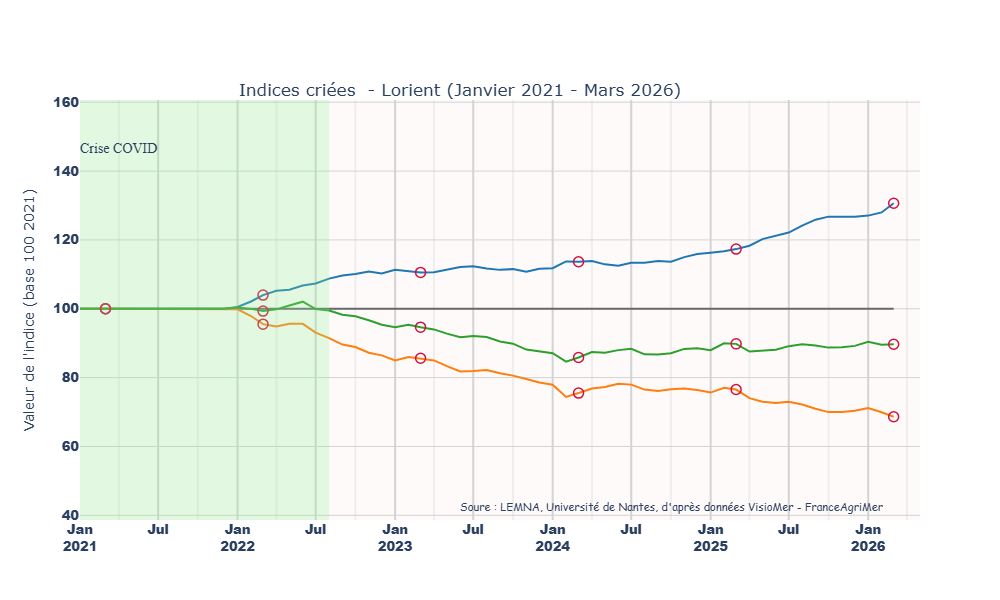 Indices criées  - Lorient (Janvier 2021 - Mars 2026)
Valeur de l'Indice (base 100 2021)
160
140
120
100
80
60
40
Crise COVID
Soure : LEMNA, Université de Nantes, d'après données VisioMer - FranceAgriMer
Jan Jul Jan Jul Jan Jul Jan Jul Jan Jul Jan
2021 2022 2023 2024 2025 2026